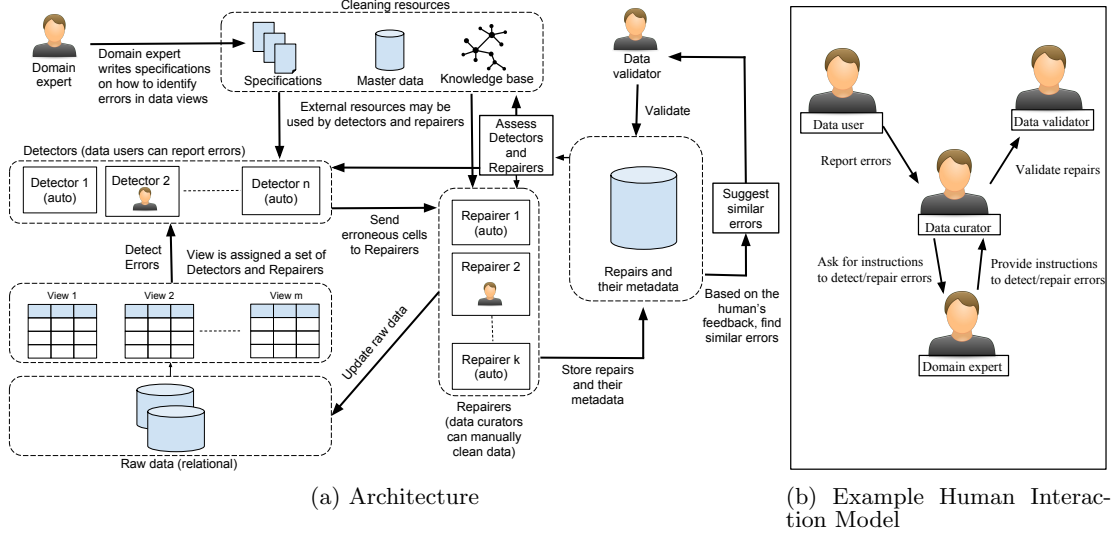 Cleaning resources
Domain
expert
Domain expert
writes specifications
on how to identify
errors in data views
Specifications
Master data
Knowledge base
External resources may be
used by detectors and repairers
Data
validator
Validate
Assess
Detectors
and
Repairers
Detectors (data users can report errors)
Detector 1
(auto)
Detector 2
Detector n
(auto)
Send
erroneous cells
to Repairers
Detect
Errors
View is assigned a set of
Detectors and Repairers
View 1
View 2
View m
Raw data (relational)
Update raw data
Repairer 1
(auto)
Repairer 2
Repairer k
(auto)
Repairers
(data curators
can manually
clean data)
Store repairs
and their
metadata
Repairs and
their metadata
Suggest
similar
errors
Based on the
human's
feedback, find
similar errors
(a) Architecture
Data user
Data validator
Report errors
Validate repairs
Data curator
Ask for instructions
to detect/repair errors
Provide instructions
to detect/repair errors
Domain expert
(b) Example Human Interac-
tion Model